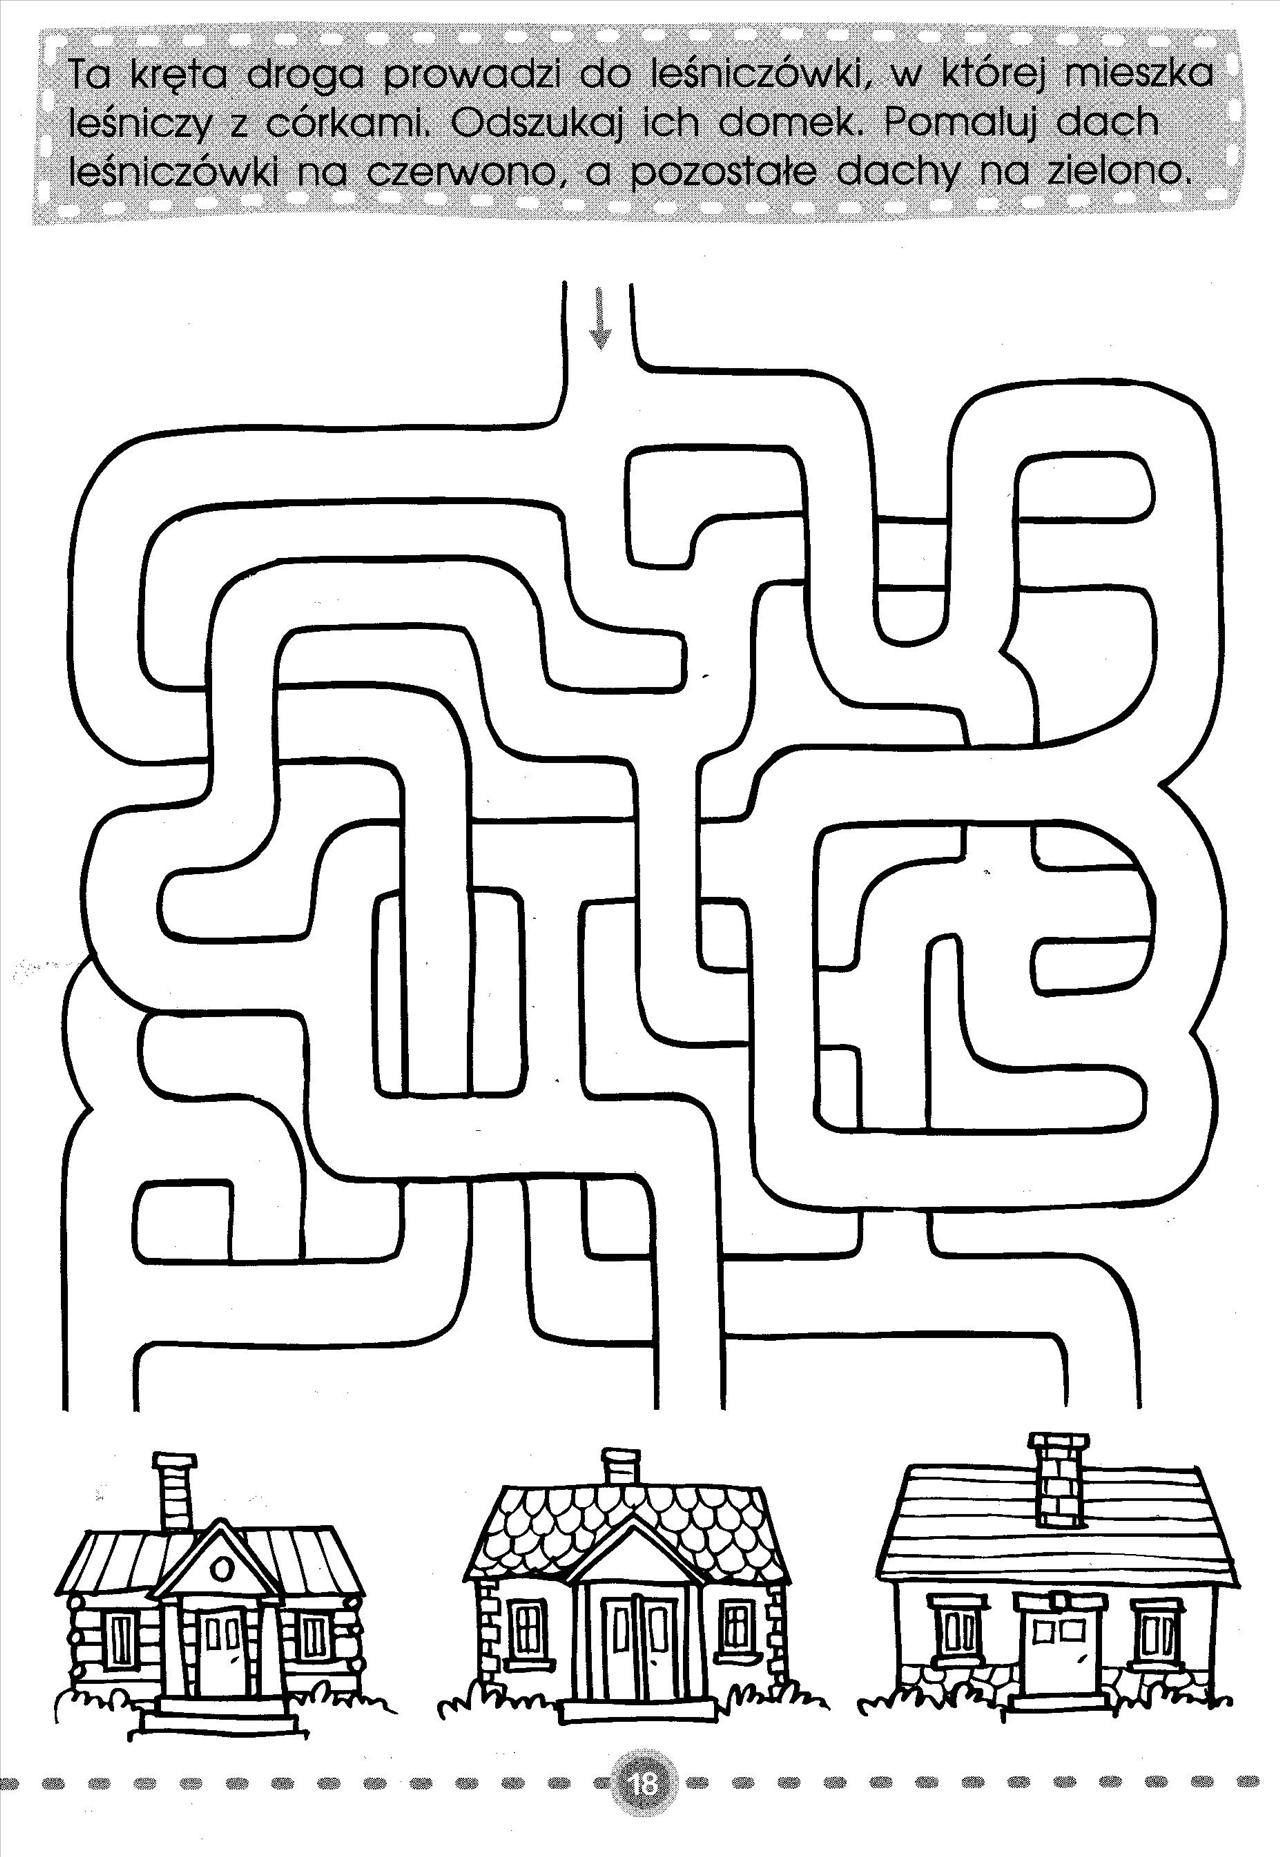 Ta kręta droga prowadzi do leśniczówki, w której mieszka
leśniczy z córkami. Odszukaj ich domek. Pomaluj dach
leśniczówki na czerwono, a pozostałe dachy na zielono.
18